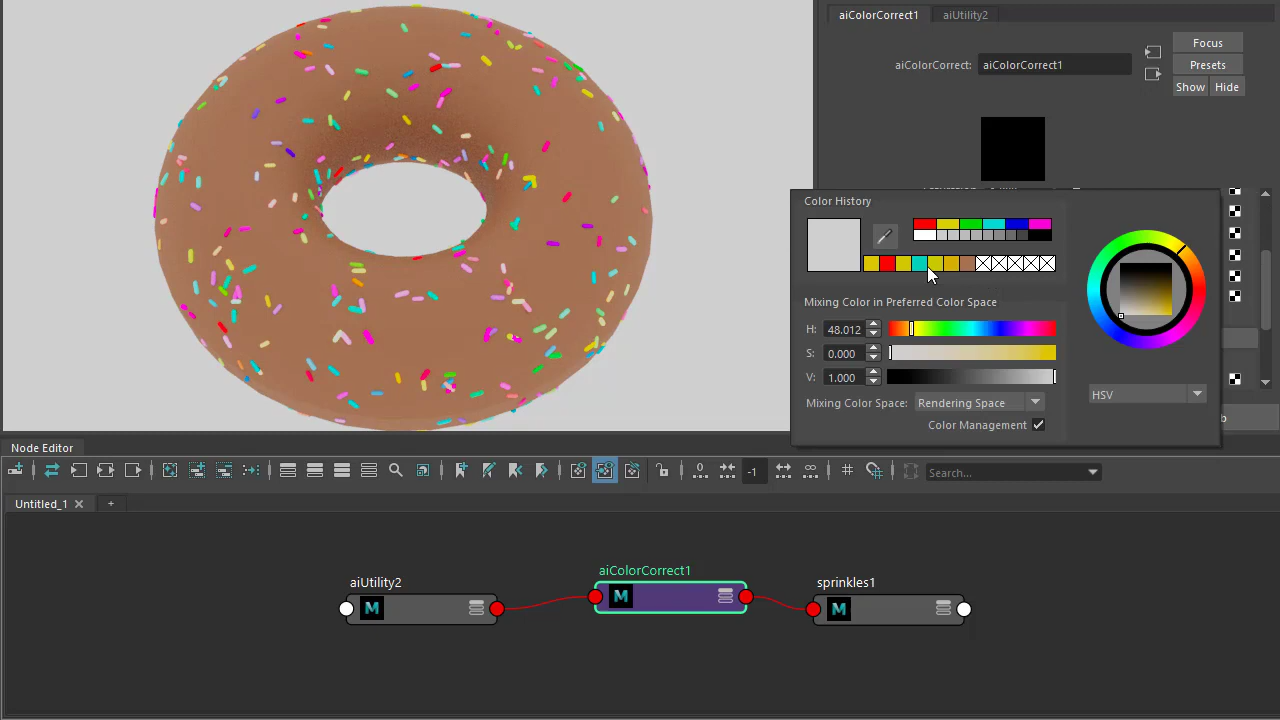 aiColorCorrect1 aiUtility2
Focus
aiColorCorrect: aiColorCorrect1
Presets
Show Hide
Color History
Mixing Color in Preferred Color Space
H: 48.012
S: 0.000
V: 1.000
HSV
Mixing Color Space: Rendering Space
Color Management
b
Node Editor
0
-1
∞
Search...
Untitled_1
+
aiColorCorrect1
aiUtility2
sprinkles1
M
M
M